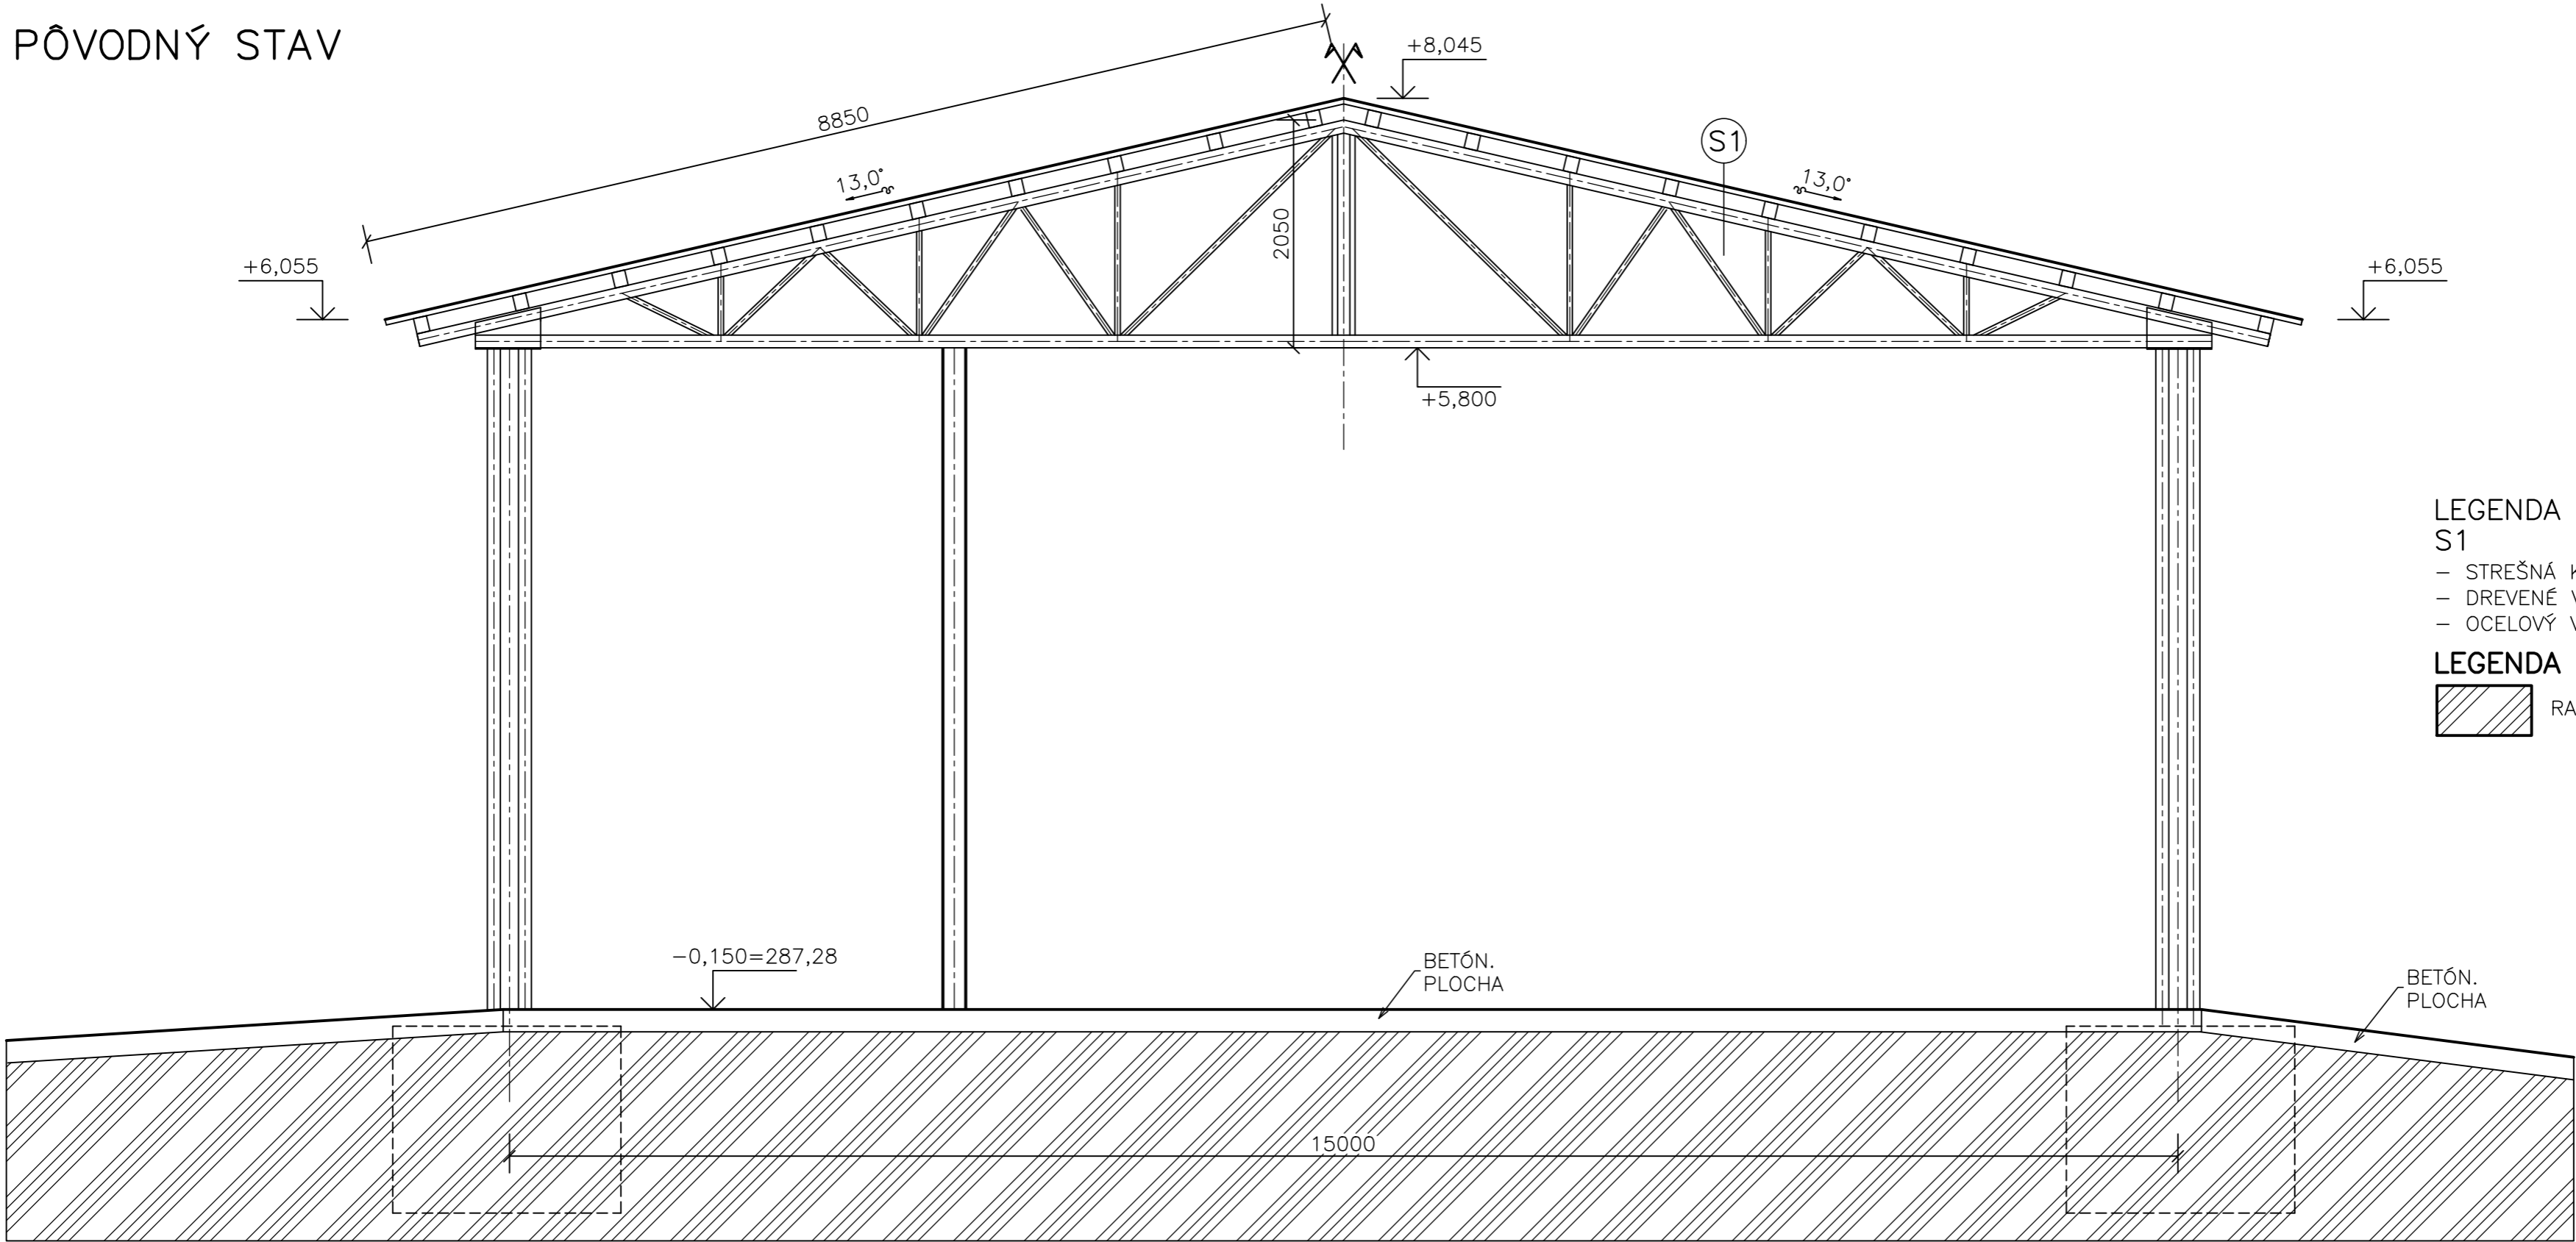 PÔVODNÝ STAV
8850
+8,045
S1
13,0°
13,0°
2050
+6,055
+6,055
+5,800
LEGENDA
S1
– STREŠNÁ
– DREVENÉ
– OCELOVÝ
LEGENDA
-0,150=287,28
BETÓN.
PLOCHA
BETÓN.
PLOCHA
15000